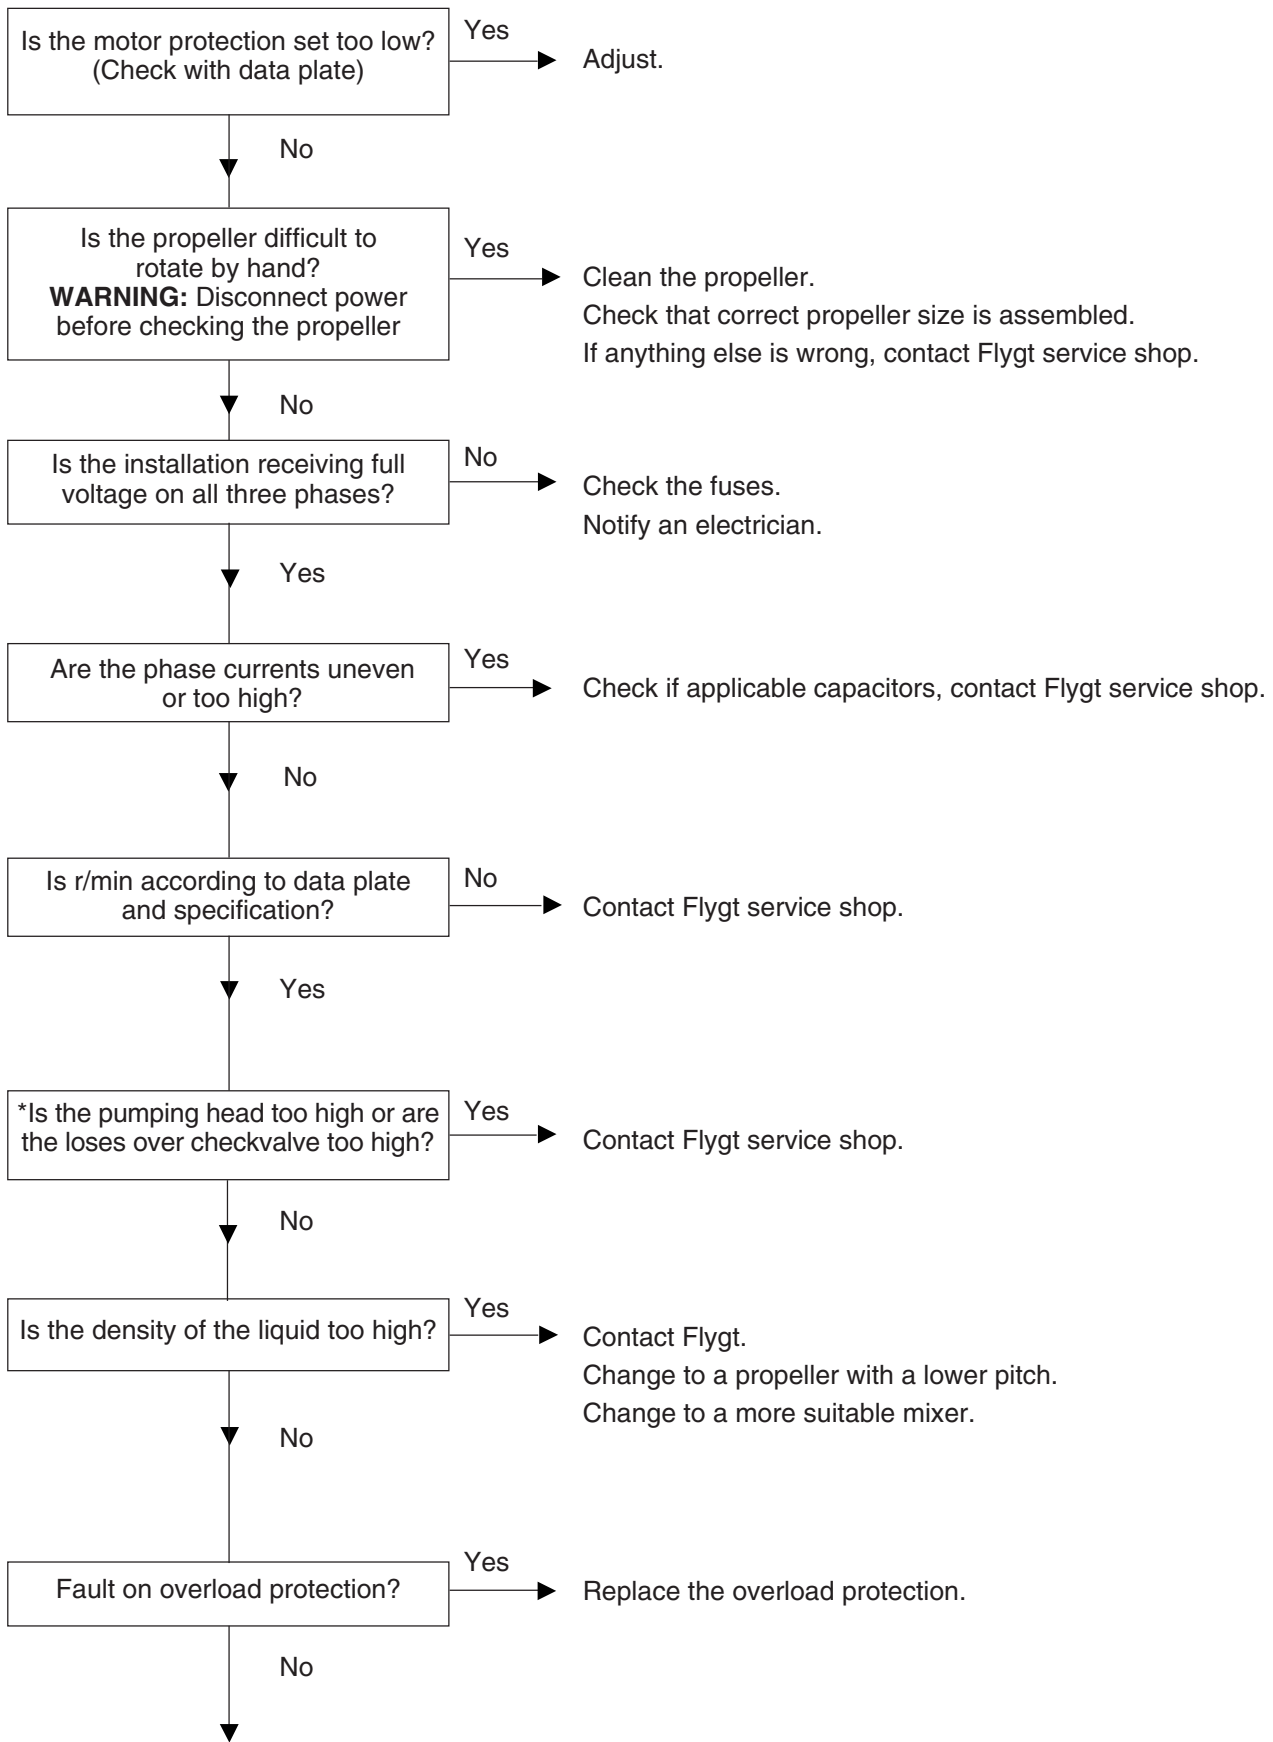 Is the motor protection set too low?
(Check with data plate)
Yes
Adjust.
No
Is the propeller difficult to
rotate by hand?
WARNING: Disconnect power
before checking the propeller
Yes
Clean the propeller.
Check that correct propeller size is assembled.
If anything else is wrong, contact Flygt service shop.
No
Is the installation receiving full
voltage on all three phases?
No
Check the fuses.
Notify an electrician.
Yes
Are the phase currents uneven
or too high?
Yes
Check if applicable capacitors, contact Flygt service shop.
No
Is r/min according to data plate
and specification?
No
Contact Flygt service shop.
Yes
*Is the pumping head too high or are
the loses over checkvalve too high?
Yes
Contact Flygt service shop.
No
Is the density of the liquid too high?
Yes
Contact Flygt.
Change to a propeller with a lower pitch.
Change to a more suitable mixer.
No
Fault on overload protection?
Yes
Replace the overload protection.
No